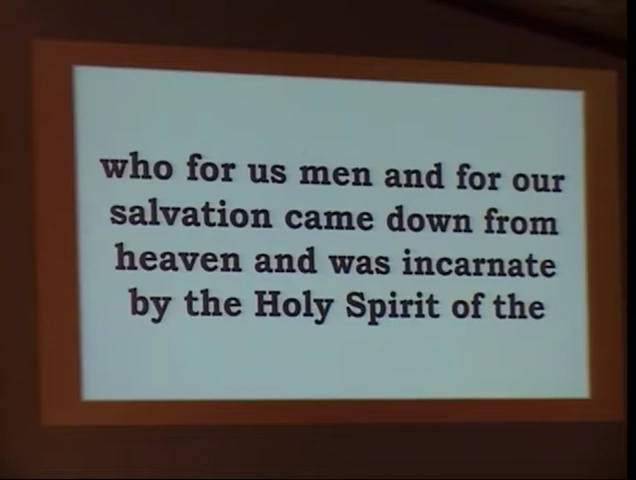 who for us men and for our
salvation came down from
heaven and was incarnate
by the Holy Spirit of the